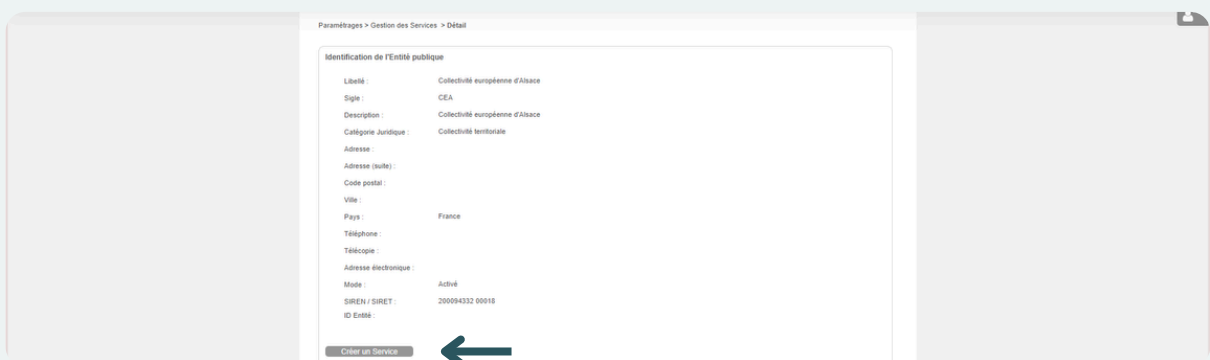 Paramétrages > Gestion des Services > Détail
Identification de l'Entité publique
Libellé : Collectivité européenne d'Alsace
Sigle : CEA
Description : Collectivité européenne d'Alsace
Catégorie Juridique : Collectivité territoriale
Adresse :
Adresse (suite) :
Code postal :
Ville :
Pays : France
Téléphone :
Télécopie :
Adresse électronique :
Mode : Activé
SIREN / SIRET : 200094332 00018
ID Entité :
Créer un Service